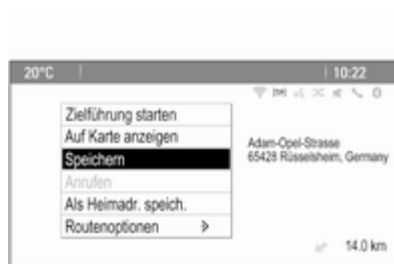 20°C
10:22
Zielführung starten
Auf Karte anzeigen
Speichern
Anrufen
Als Heimadr. speich.
Routenoptionen
Adam-Opel-Strasse
65428 Rüsselsheim, Germany
14.0 km